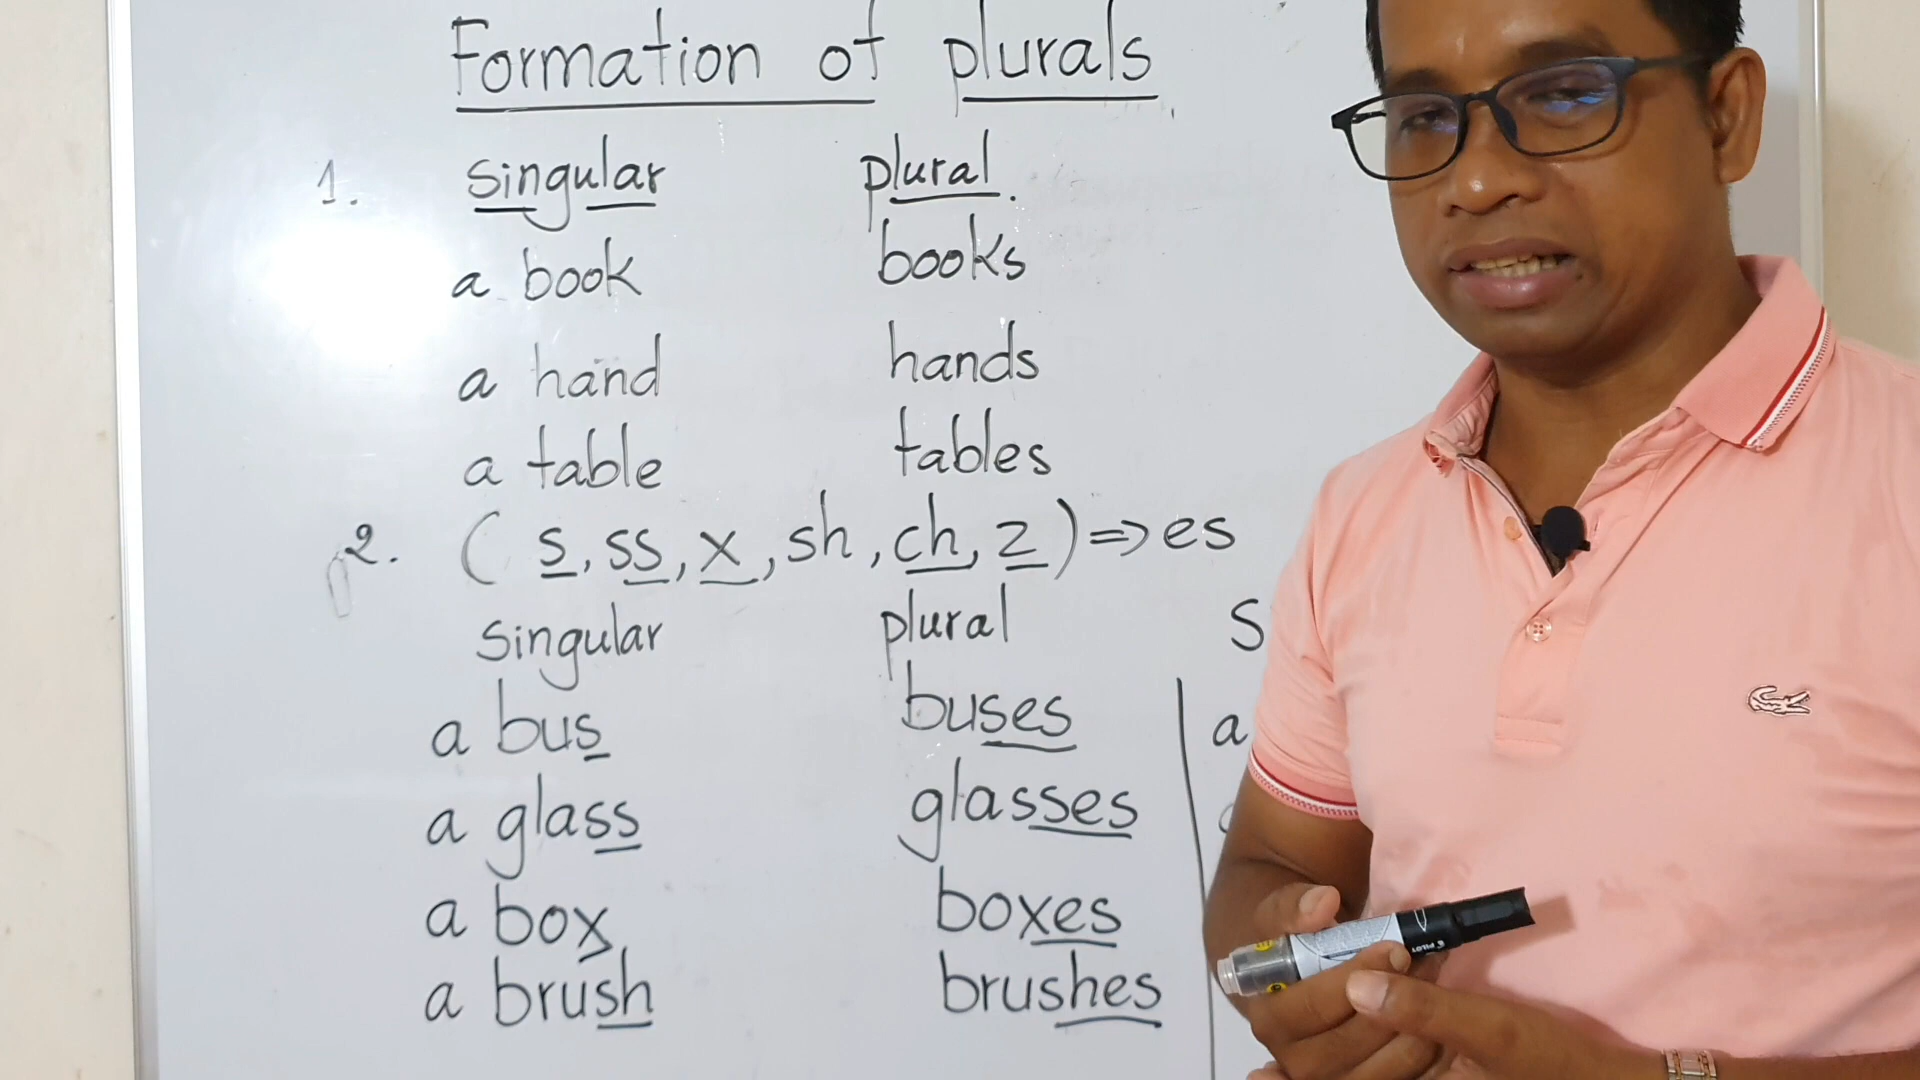 Formation of plurals
1. singular plural.
a book books
a hand hands
a table tables
2. ( s, ss, x, sh, ch, z ) => es
singular plural S
a bus buses a
a glass glasses
a box boxes
a brush brushes
PILOT